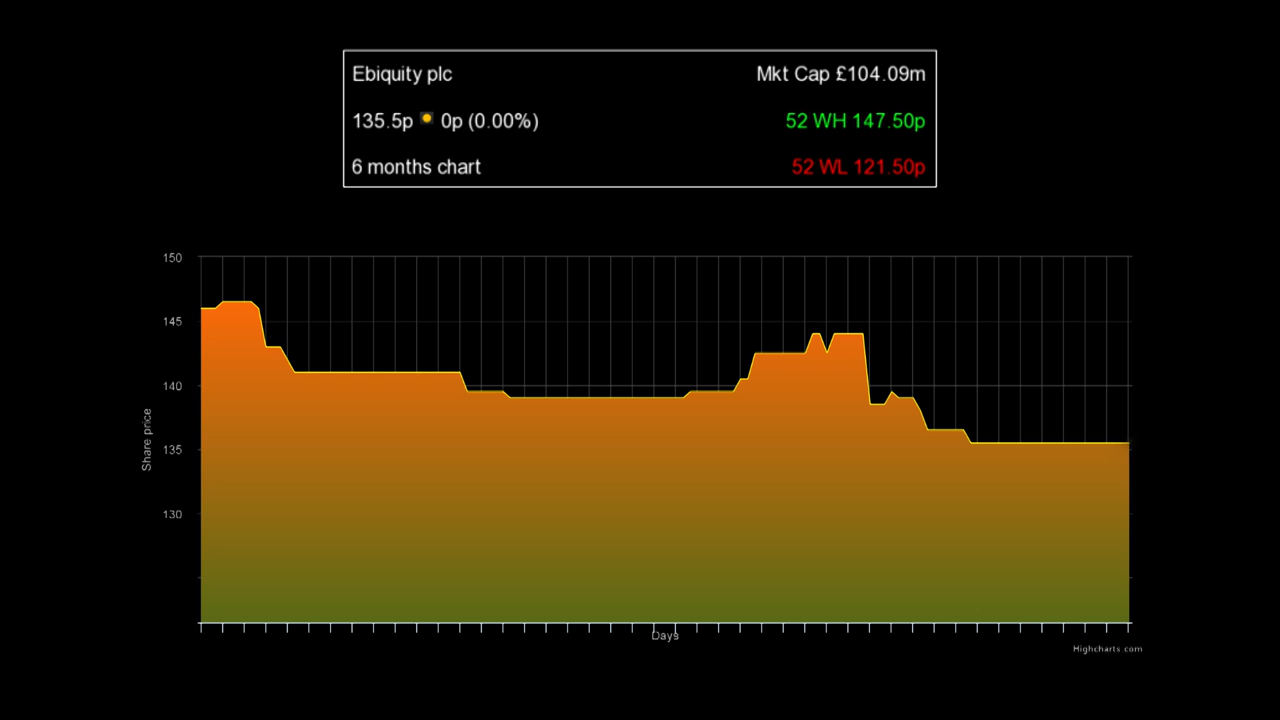 Ebiquity plc
Mkt Cap £104.09m
135.5p 0p (0.00%)
52 WH 147.50p
6 months chart
52 WL 121.50p
150
145
140
135
130
Share price
Days
Highcharts.com